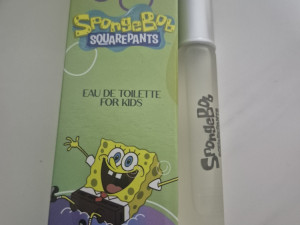 SPONGEBOB
SQUAREPANTS
EAU DE TOILETTE
FOR KIDS
SPONGEBOB